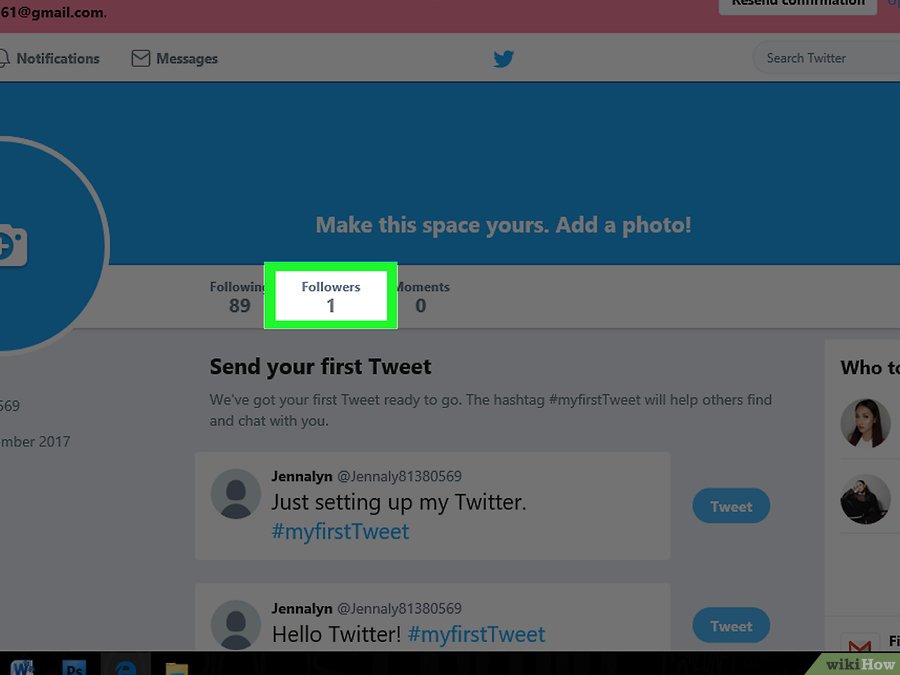 61@gmail.com.
Resend confirmation
Notifications
Messages
Search Twitter
Make this space yours. Add a photo!
Following
Followers
Moments
89
1
0
Send your first Tweet
Who to
569
We've got your first Tweet ready to go. The hashtag #myfirstTweet will help others find
and chat with you.
mber 2017
Jennalyn @Jennaly81380569
Just setting up my Twitter.
#myfirstTweet
Tweet
Jennalyn @Jennaly81380569
Hello Twitter! #myfirstTweet
Tweet
Fi
W
Ps
wikiHow